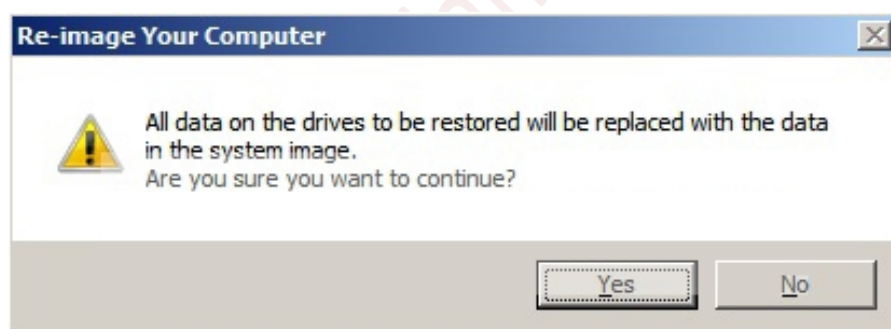 Re-image Your Computer
All data on the drives to be restored will be replaced with the data
in the system image.
Are you sure you want to continue?
Yes No